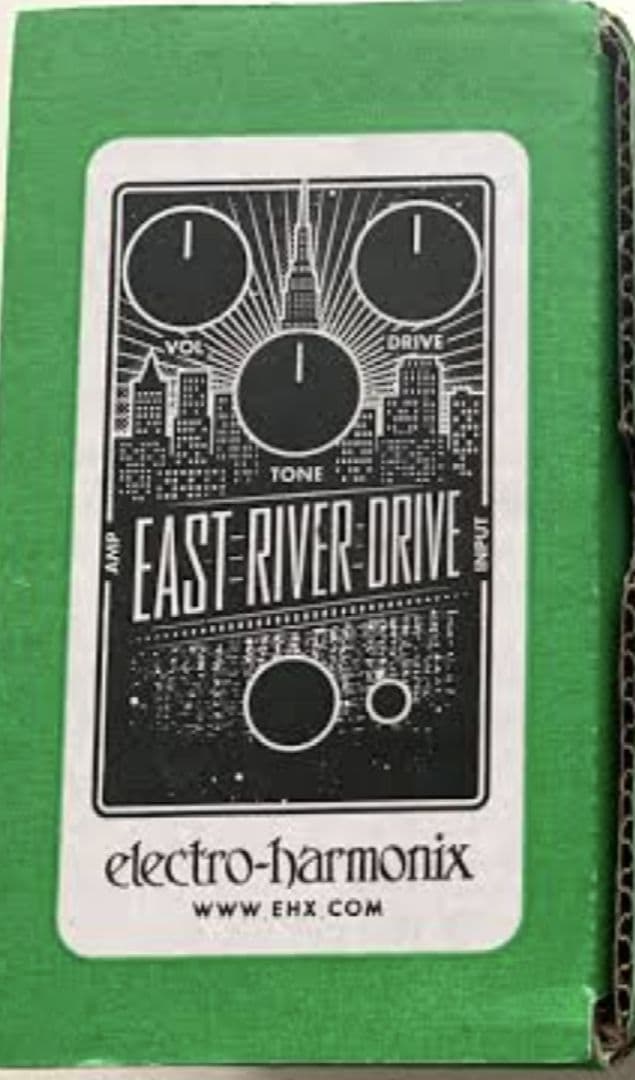 VOL
DRIVE
TONE
AMP
EAST-RIVER-DRIVE
INPUT
electro-harmonix
WWW.EHX.COM